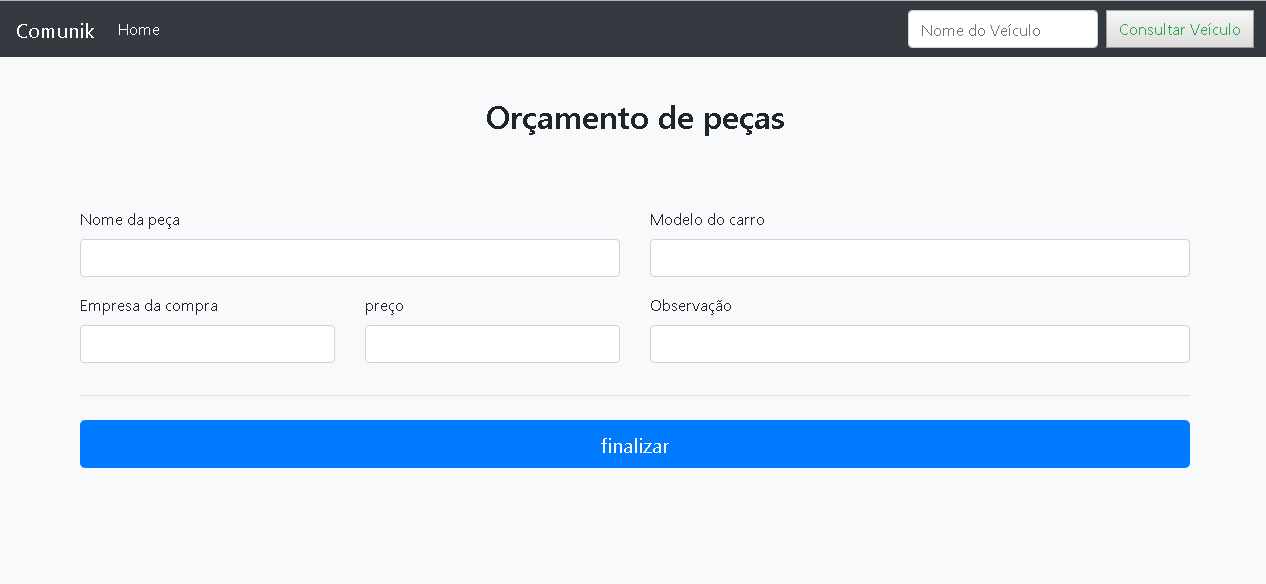 Comunik Home Nome do Veículo Consultar Veículo
Orçamento de peças
Nome da peça Modelo do carro
Empresa da compra preço Observação
finalizar